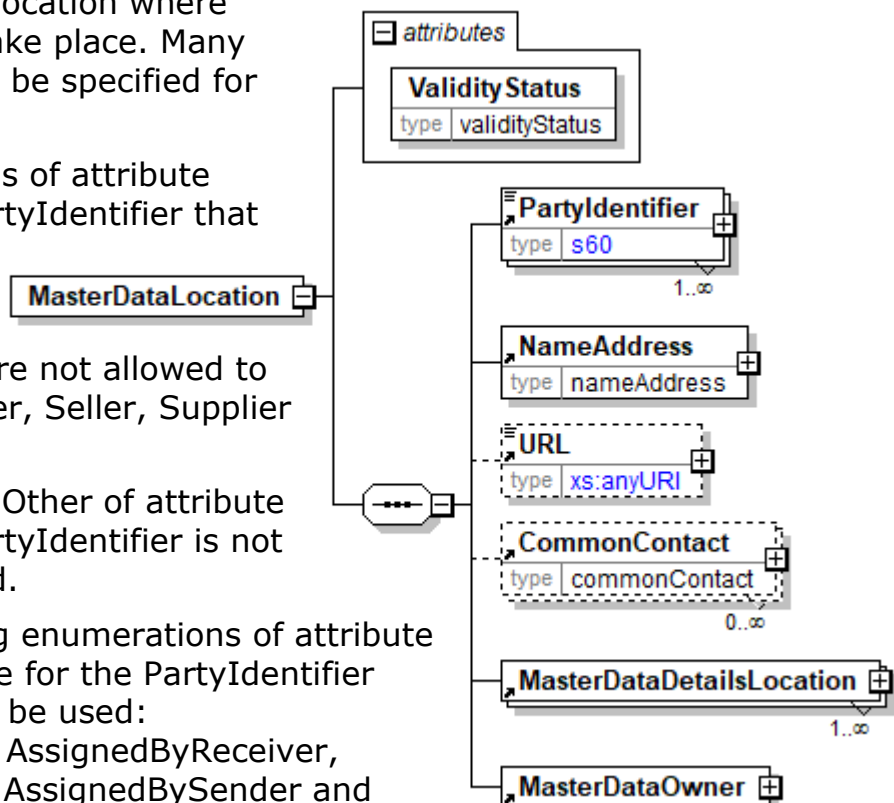 ocation where
ake place. Many
be specified for
s of attribute
rtyIdentifier that
re not allowed to
er, Seller, Supplier
Other of attribute
rtyIdentifier is not
d.
g enumerations of attribute
e for the PartyIdentifier
be used:
AssignedByReceiver,
AssignedBySender and
MasterDataLocation
attributes
ValidityStatus
type validityStatus
PartyIdentifier
type s60
1..∞
NameAddress
type nameAddress
URL
type xs:anyURI
CommonContact
type commonContact
0..∞
MasterDataDetailsLocation
1..∞
MasterDataOwner